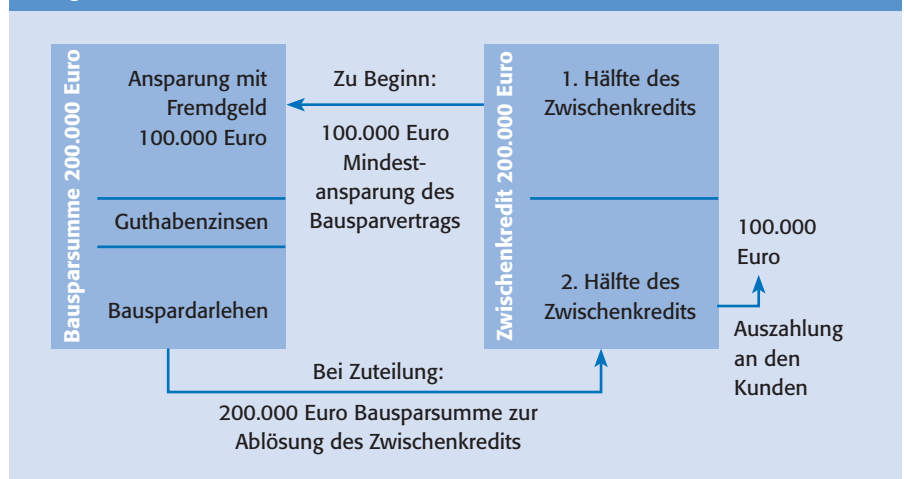 Bausparsumme 200.000 Euro
Ansparung mit
Fremdgeld
100.000 Euro
Guthabenzinsen
Bauspardarlehen
Zu Beginn:
100.000 Euro
Mindest-
ansparung des
Bausparvertrags
Zwischenkredit 200.000 Euro
1. Hälfte des
Zwischenkredits
2. Hälfte des
Zwischenkredits
100.000
Euro
Auszahlung
an den
Kunden
Bei Zuteilung:
200.000 Euro Bausparsumme zur
Ablösung des Zwischenkredits